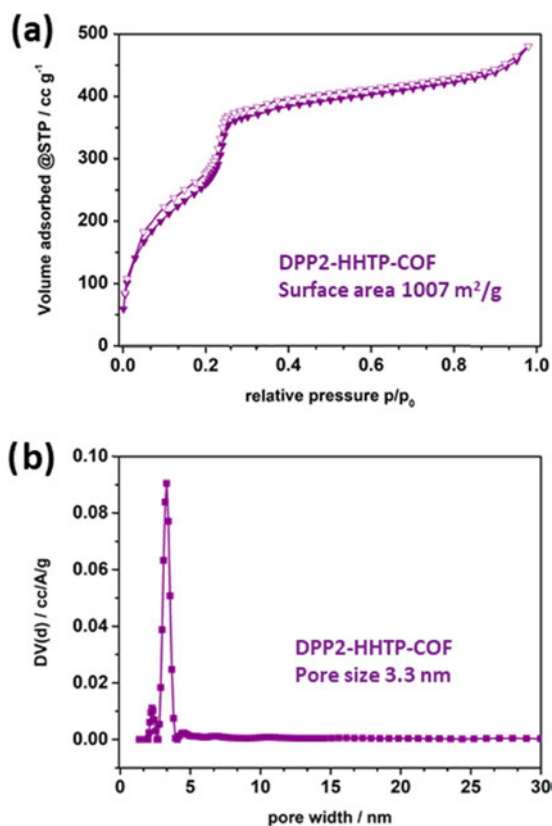 (a)
500
400
300
200
100
0
Volume adsorbed @STP / cc g⁻¹
DPP2-HHTP-COF
Surface area 1007 m²/g
0.0 0.2 0.4 0.6 0.8 1.0
relative pressure p/p₀
(b)
0.10
0.08
0.06
0.04
0.02
0.00
DV(d) / cc/A/g
DPP2-HHTP-COF
Pore size 3.3 nm
0 5 10 15 20 25 30
pore width / nm